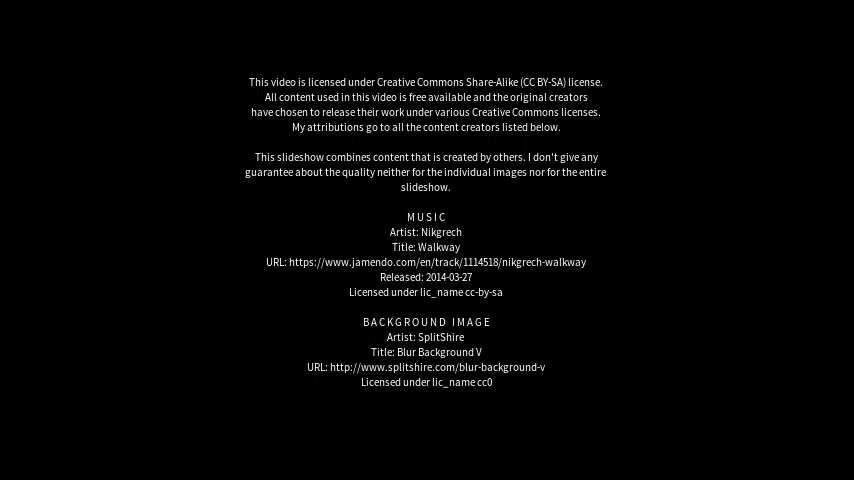 This video is licensed under Creative Commons Share-Alike (CC BY-SA) license.
All content used in this video is free available and the original creators
have chosen to release their work under various Creative Commons licenses.
My attributions go to all the content creators listed below.
This slideshow combines content that is created by others. I don't give any
guarantee about the quality neither for the individual images nor for the entire
slideshow.
MUSIC
Artist: Nikgrech
Title: Walkway
URL: https://www.jamendo.com/en/track/1114518/nikgrech-walkway
Released: 2014-03-27
Licensed under lic_name cc-by-sa
BACKGROUND IMAGE
Artist: SplitShire
Title: Blur Background V
URL: http://www.splitshire.com/blur-background-v
Licensed under lic_name cc0